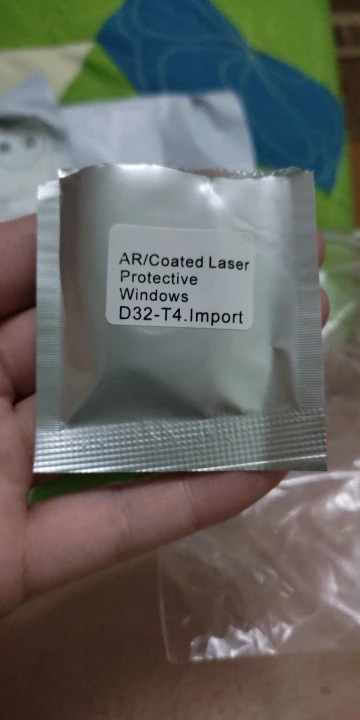 AR/Coated Laser
Protective
Windows
D32-T4.Import